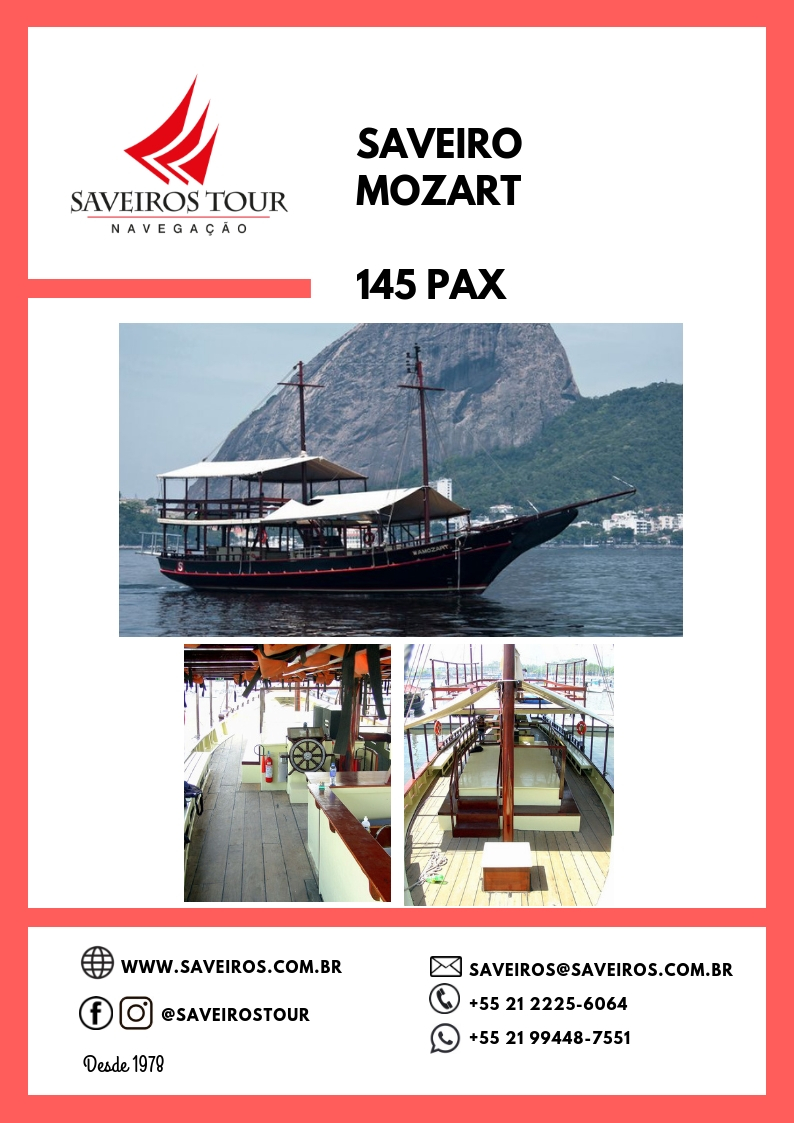 SAVEIROS TOUR
NAVEGAÇÃO
SAVEIRO
MOZART
145 PAX
WWW.SAVEIROS.COM.BR
@SAVEIROSTOUR
Desde 1978
SAVEIROS@SAVEIROS.COM.BR
+55 21 2225-6064
+55 21 99448-7551